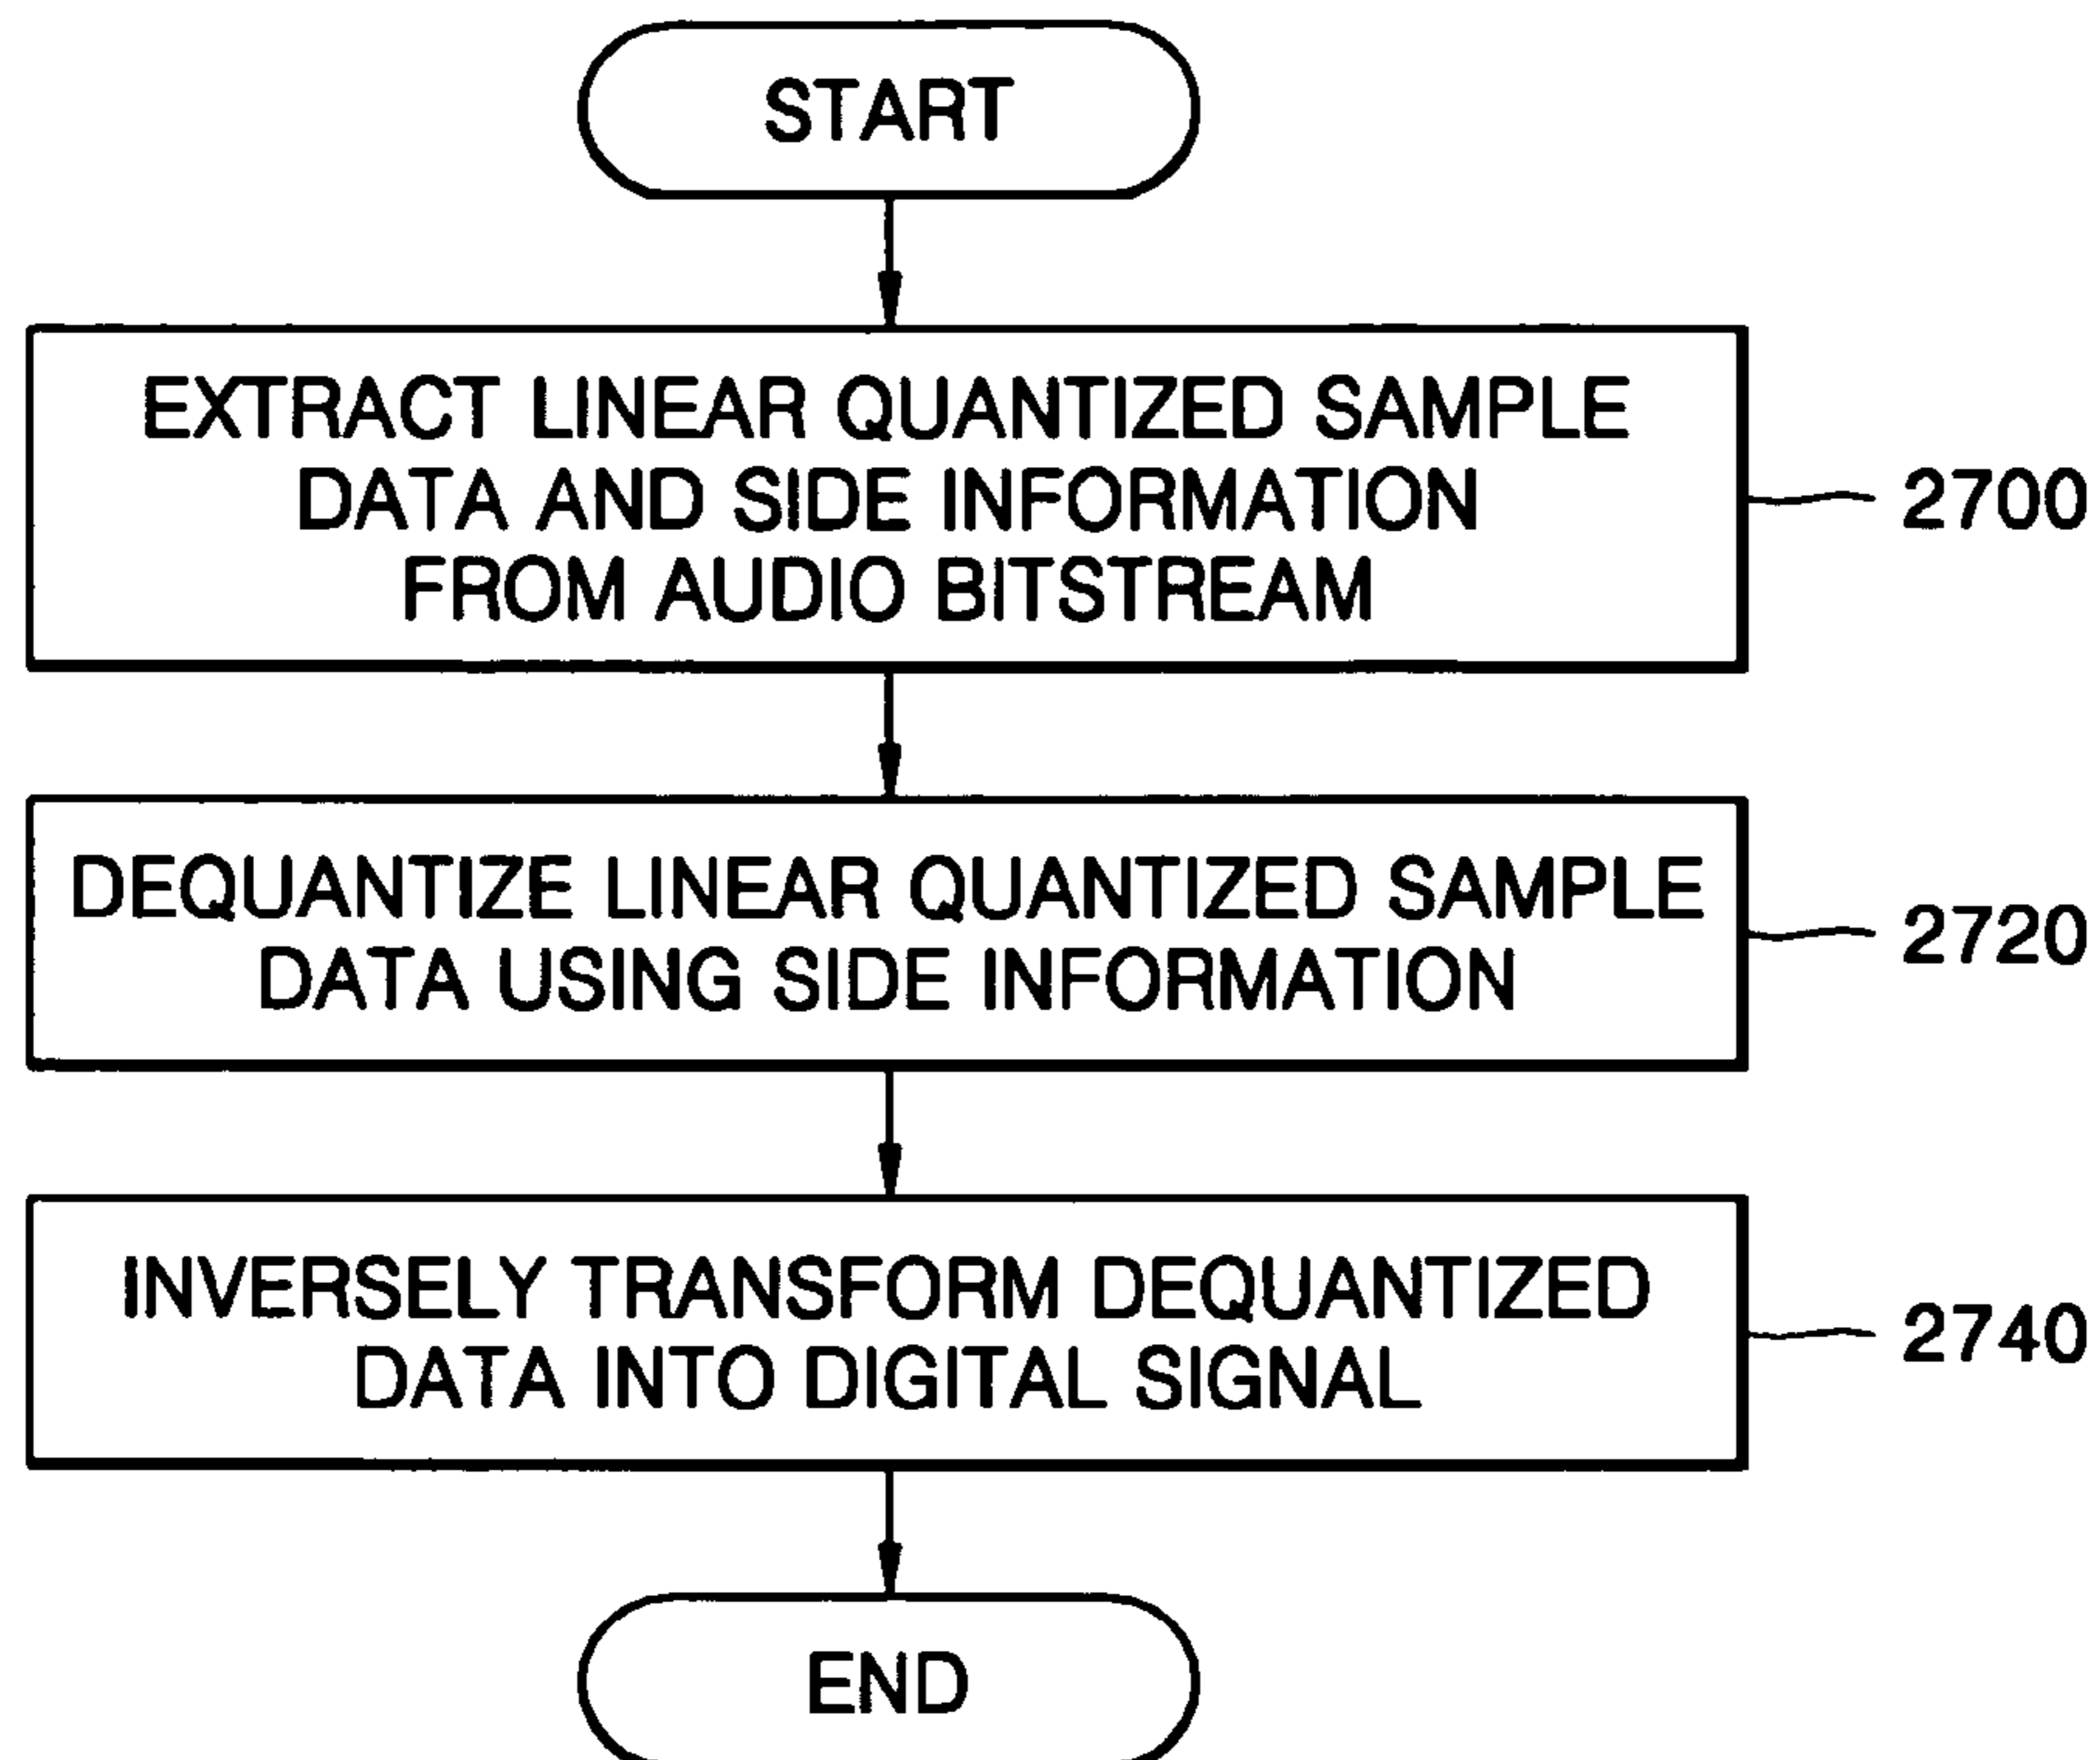 START
EXTRACT LINEAR QUANTIZED SAMPLE
DATA AND SIDE INFORMATION
FROM AUDIO BITSTREAM
2700
DEQUANTIZE LINEAR QUANTIZED SAMPLE
DATA USING SIDE INFORMATION
2720
INVERSELY TRANSFORM DEQUANTIZED
DATA INTO DIGITAL SIGNAL
2740
END